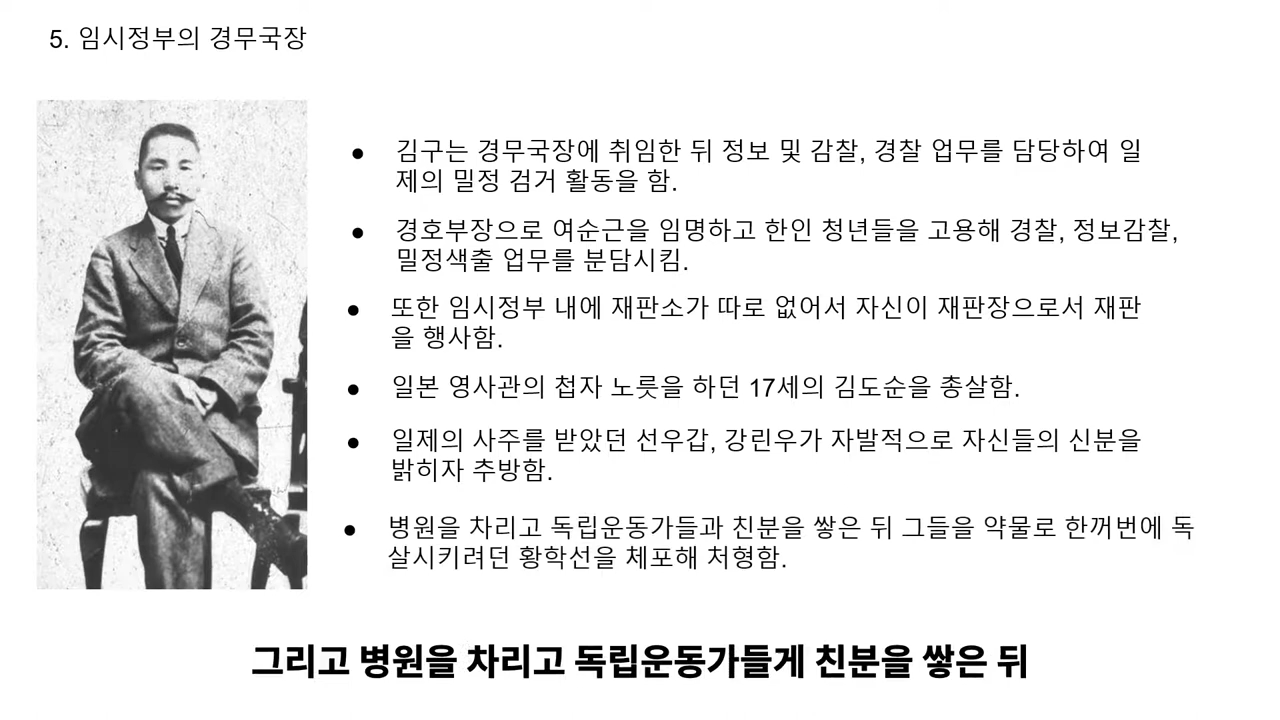 5. 임시정부의 경무국장
● 김구는 경무국장에 취임한 뒤 정보 및 감찰, 경찰 업무를 담당하여 일
제의 밀정 검거 활동을 함.
● 경호부장으로 여순근을 임명하고 한인 청년들을 고용해 경찰, 정보감찰,
밀정색출 업무를 분담시킴.
● 또한 임시정부 내에 재판소가 따로 없어서 자신이 재판장으로서 재판
을 행사함.
● 일본 영사관의 첩자 노릇을 하던 17세의 김도순을 총살함.
● 일제의 사주를 받았던 선우갑, 강린우가 자발적으로 자신들의 신분을
밝히자 추방함.
● 병원을 차리고 독립운동가들과 친분을 쌓은 뒤 그들을 약물로 한꺼번에 독
살시키려던 황학선을 체포해 처형함.
그리고 병원을 차리고 독립운동가들게 친분을 쌓은 뒤